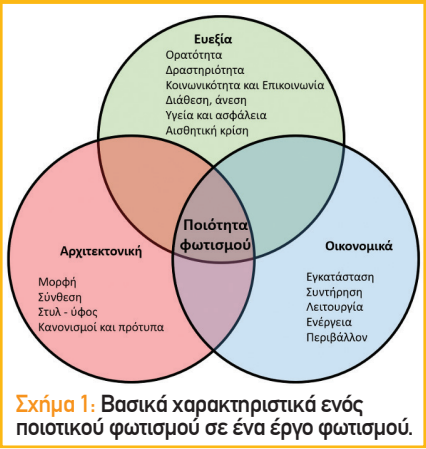 Ευεξία
Ορατότητα
Δραστηριότητα
Κοινωνικότητα και Επικοινωνία
Διάθεση, άνεση
Υγεία και ασφάλεια
Αισθητική κρίση
Ποιότητα
φωτισμού
Αρχιτεκτονική
Μορφή
Σύνθεση
Στυλ - ύφος
Κανονισμοί και πρότυπα
Οικονομικά
Εγκατάσταση
Συντήρηση
Λειτουργία
Ενέργεια
Περιβάλλον
Σχήμα 1: Βασικά χαρακτηριστικά ενός
ποιοτικού φωτισμού σε ένα έργο φωτισμού.